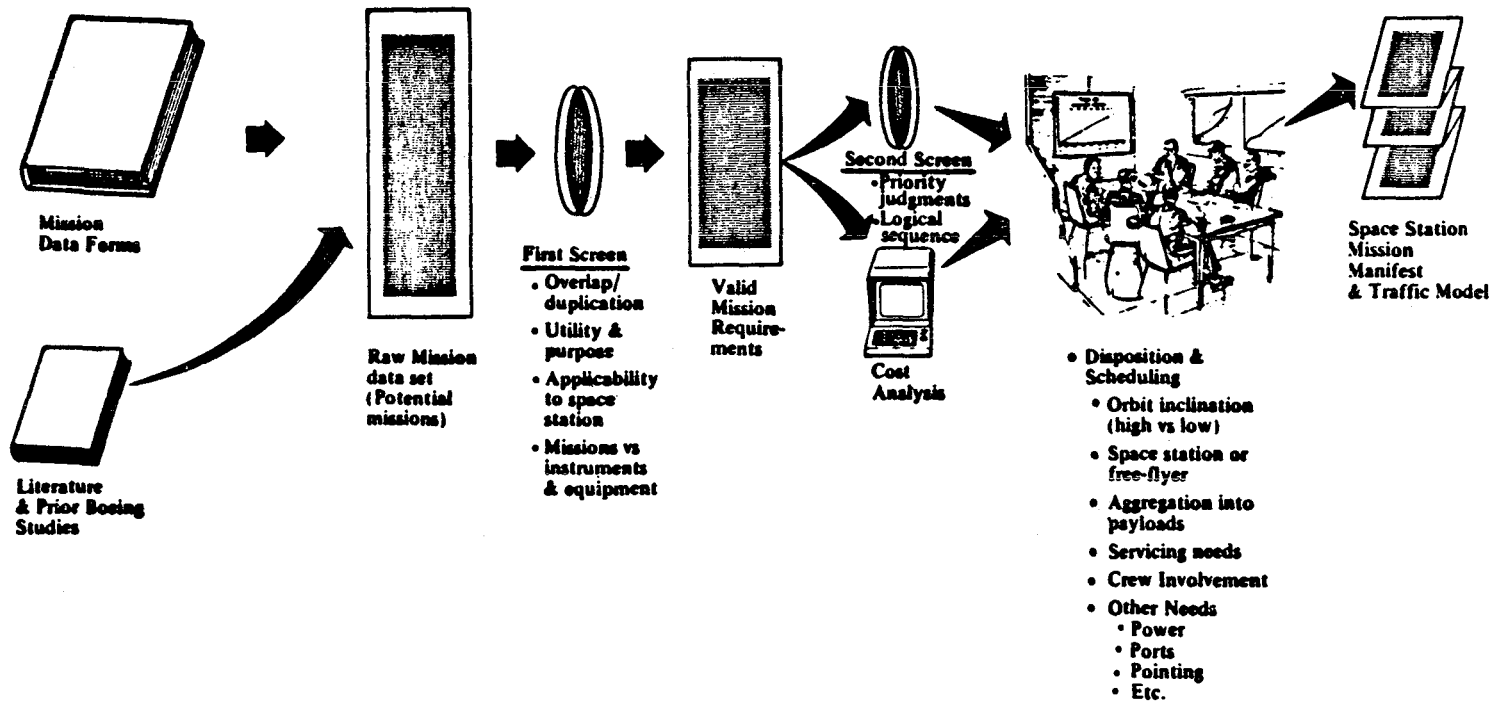 Mission
Data Forms
Literature
& Prior Boeing
Studies
Raw Mission
data set
(Potential
missions)
First Screen
• Overlap/
duplication
• Utility &
purpose
• Applicability
to space
station
• Missions vs
instruments
& equipment
Valid
Mission
Require-
ments
Second Screen
• Priority
judgments
• Logical
sequence
Cost
Analysis
• Disposition &
Scheduling
• Orbit inclination
(high vs low)
• Space station or
free-flyer
• Aggregation into
payloads
• Servicing needs
• Crew Involvement
• Other Needs
• Power
• Ports
• Pointing
• Etc.
Space Station
Mission
Manifest
& Traffic Model